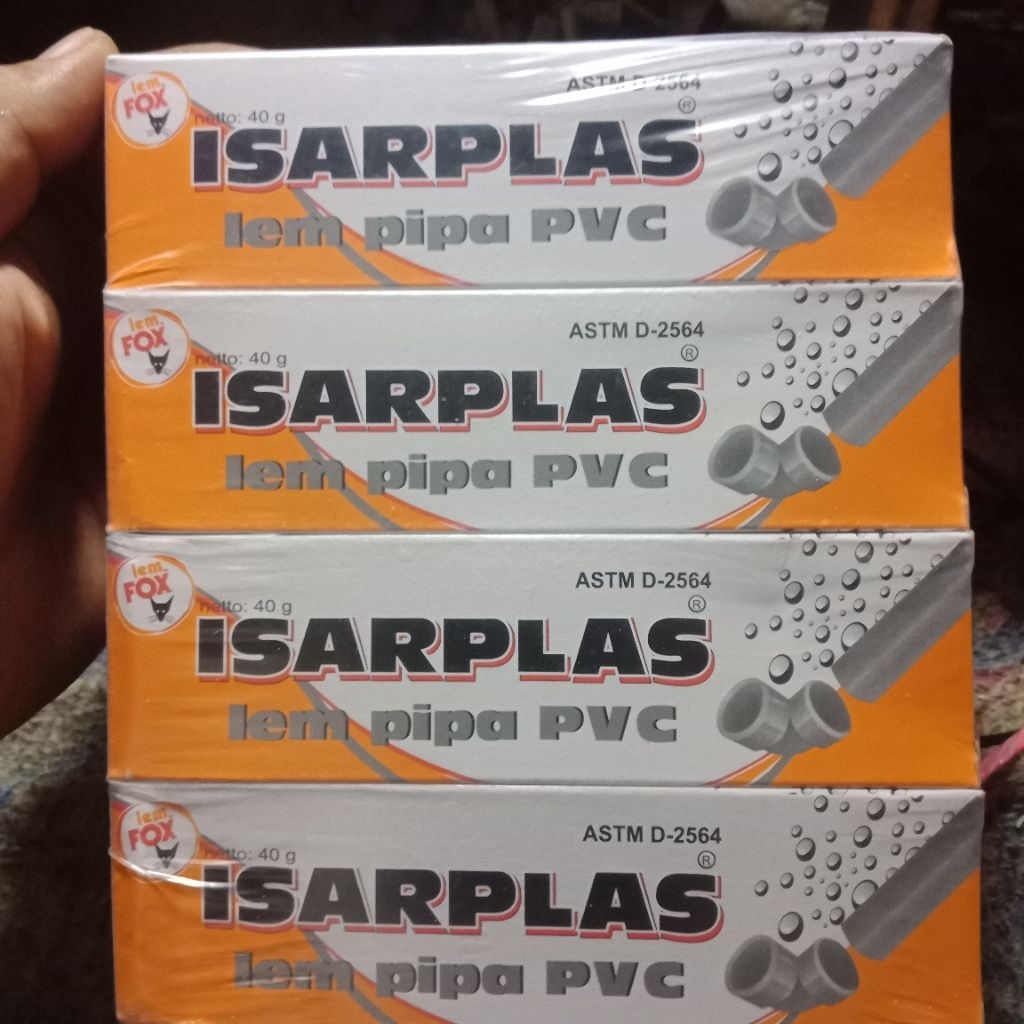 lem
FOX
ASTM D-2564
netto: 40 g
®
ISARPLAS
lem pipa PVC
lem
FOX
ASTM D-2564
netto: 40 g
®
ISARPLAS
lem pipa PVC
lem
FOX
ASTM D-2564
netto: 40 g
®
ISARPLAS
lem pipa PVC
lem
FOX
ASTM D-2564
netto: 40 g
®
ISARPLAS
lem pipa PVC